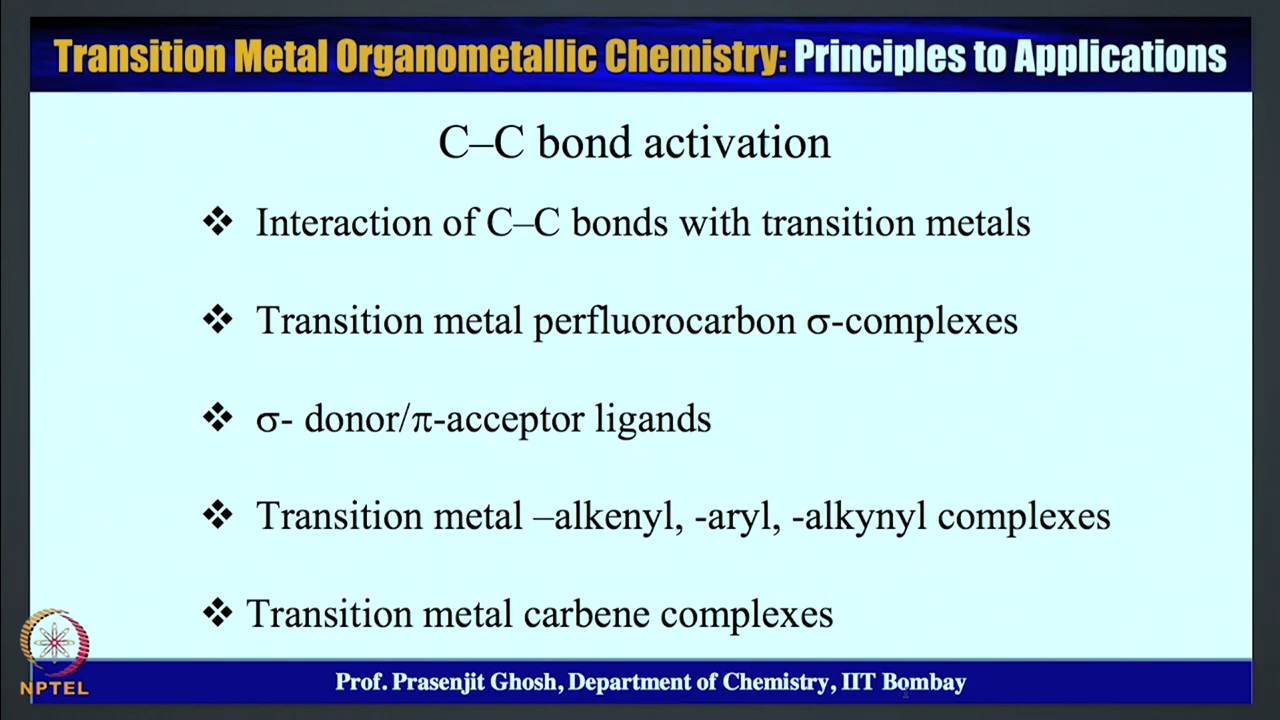 Transition Metal Organometallic Chemistry: Principles to Applications
C–C bond activation
❖ Interaction of C–C bonds with transition metals
❖ Transition metal perfluorocarbon σ-complexes
❖ σ- donor/π-acceptor ligands
❖ Transition metal –alkenyl, -aryl, -alkynyl complexes
❖ Transition metal carbene complexes
NPTEL
Prof. Prasenjit Ghosh, Department of Chemistry, IIT Bombay